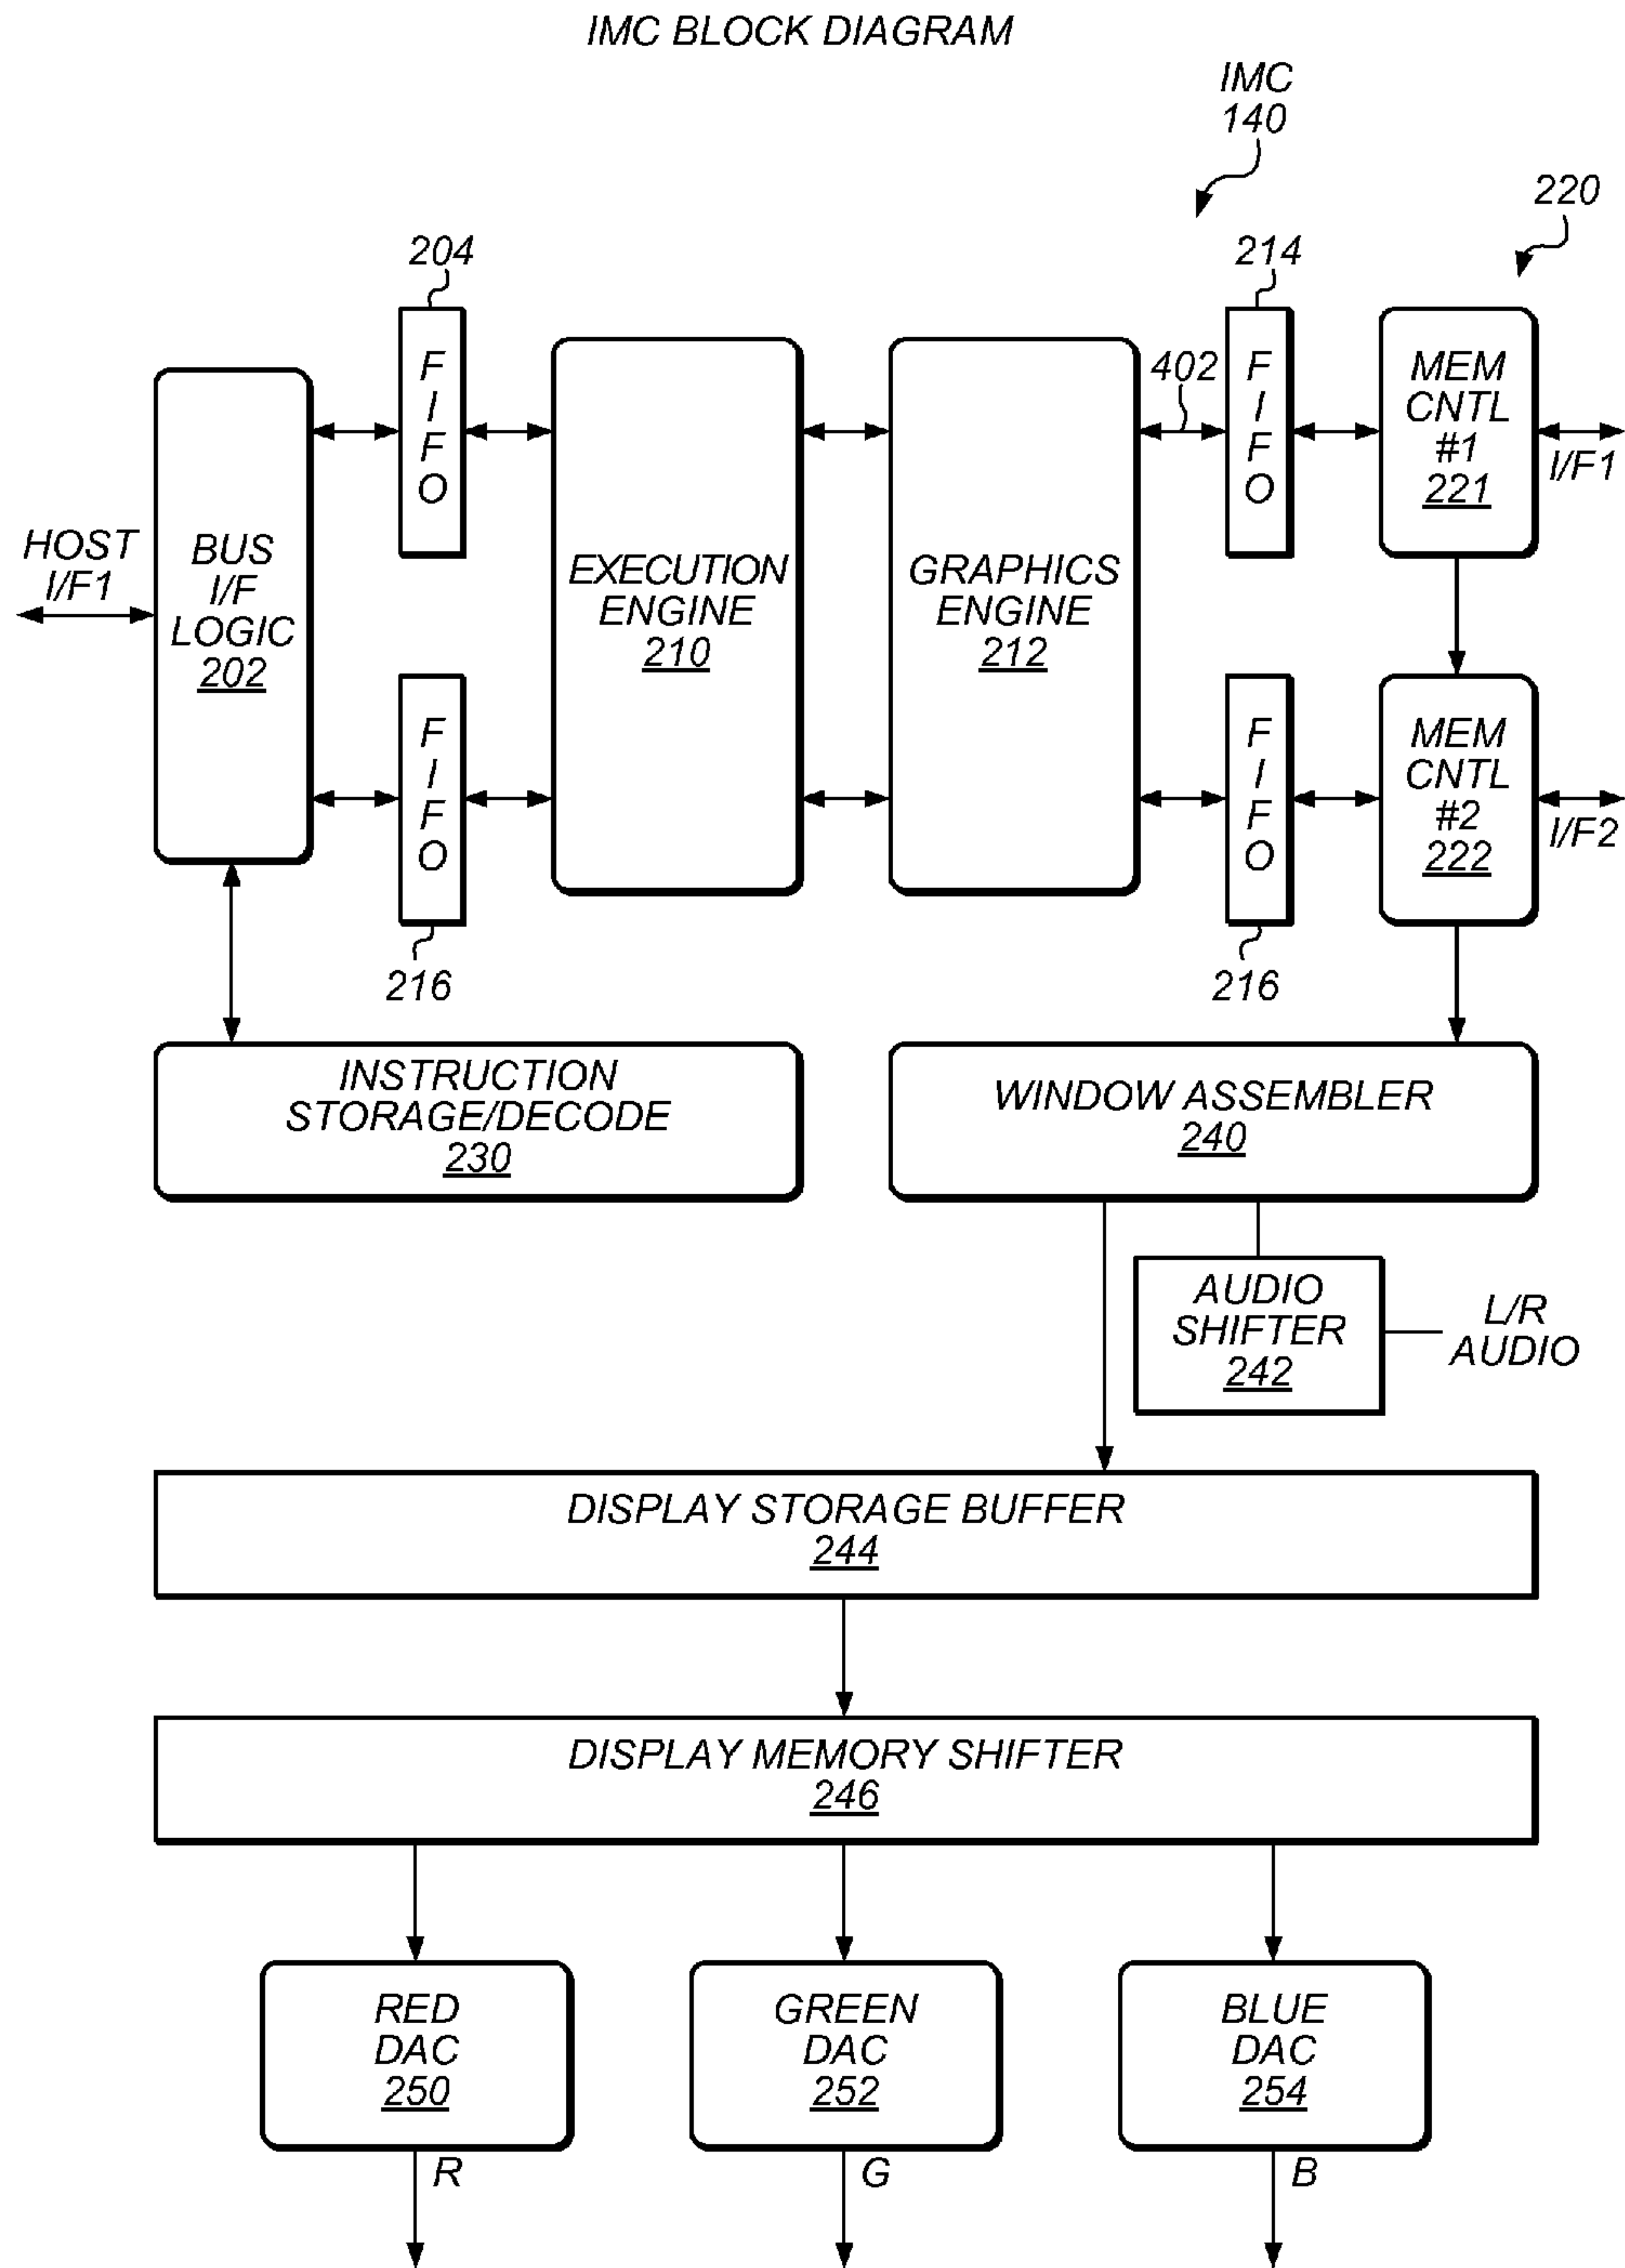 IMC BLOCK DIAGRAM
IMC
140
220
204
214
F
I
F
O
402
F
I
F
O
MEM
CNTL
#1
221
I/F1
HOST
I/F1
BUS
I/F
LOGIC
202
EXECUTION
ENGINE
210
GRAPHICS
ENGINE
212
F
I
F
O
F
I
F
O
MEM
CNTL
#2
222
I/F2
216
216
INSTRUCTION
STORAGE/DECODE
230
WINDOW ASSEMBLER
240
AUDIO
SHIFTER
242
L/R
AUDIO
DISPLAY STORAGE BUFFER
244
DISPLAY MEMORY SHIFTER
246
RED
DAC
250
GREEN
DAC
252
BLUE
DAC
254
R
G
B